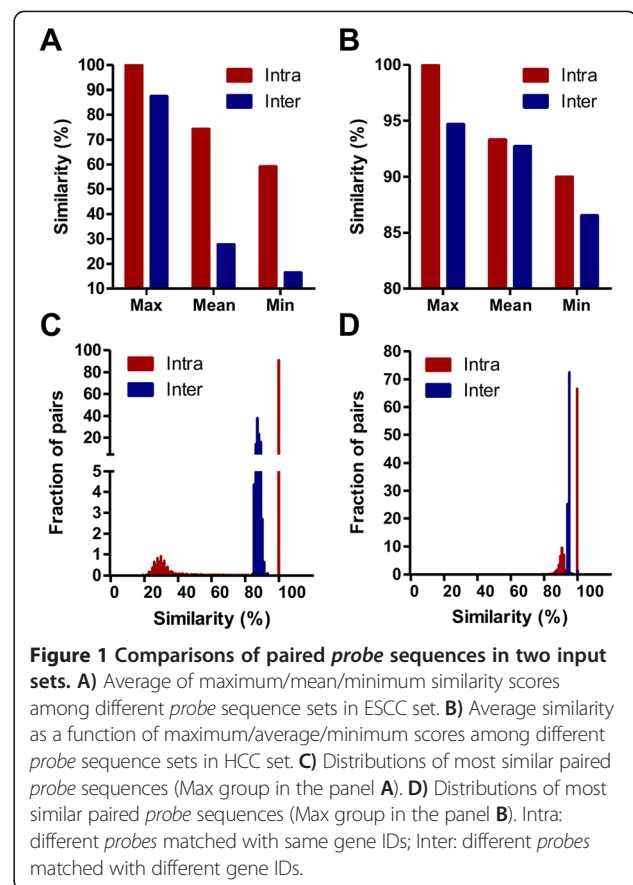 A
B
Similarity (%)
100
90
80
70
60
50
40
30
20
10
Intra
Inter
Max Mean Min
Similarity (%)
100
95
90
85
80
Intra
Inter
Max Mean Min
C
D
Fraction of pairs
100
80
60
40
20
5
4
3
2
1
0
Intra
Inter
0 20 40 60 80 100
Similarity (%)
Fraction of pairs
80
70
60
50
40
30
20
10
0
Intra
Inter
0 20 40 60 80 100
Similarity (%)
Figure 1 Comparisons of paired probe sequences in two input
sets. A) Average of maximum/mean/minimum similarity scores
among different probe sequence sets in ESCC set. B) Average similarity
as a function of maximum/average/minimum scores among different
probe sequence sets in HCC set. C) Distributions of most similar paired
probe sequences (Max group in the panel A). D) Distributions of most
similar paired probe sequences (Max group in the panel B). Intra:
different probes matched with same gene IDs; Inter: different probes
matched with different gene IDs.